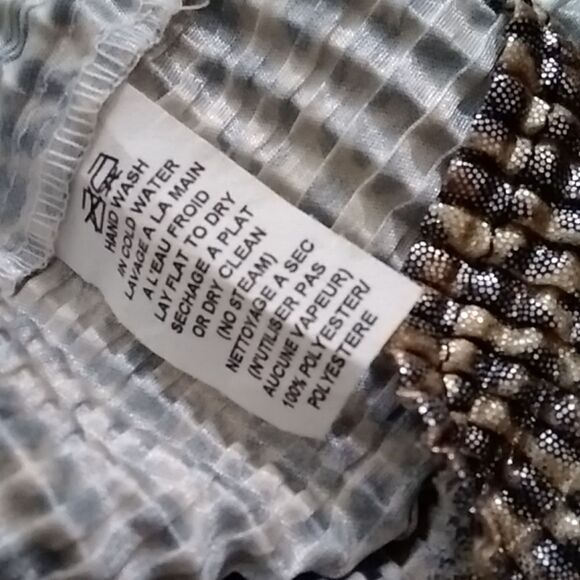 HAND WASH
IN COLD WATER
LAVAGE A LA MAIN
A L'EAU FROID
LAY FLAT TO DRY
SECHAGE A PLAT
OR DRY CLEAN
(NO STEAM)
NETTOYAGE A SEC
(N'UTILISER PAS
AUCUNE VAPEUR)
100% POLYESTER/
POLYESTERE